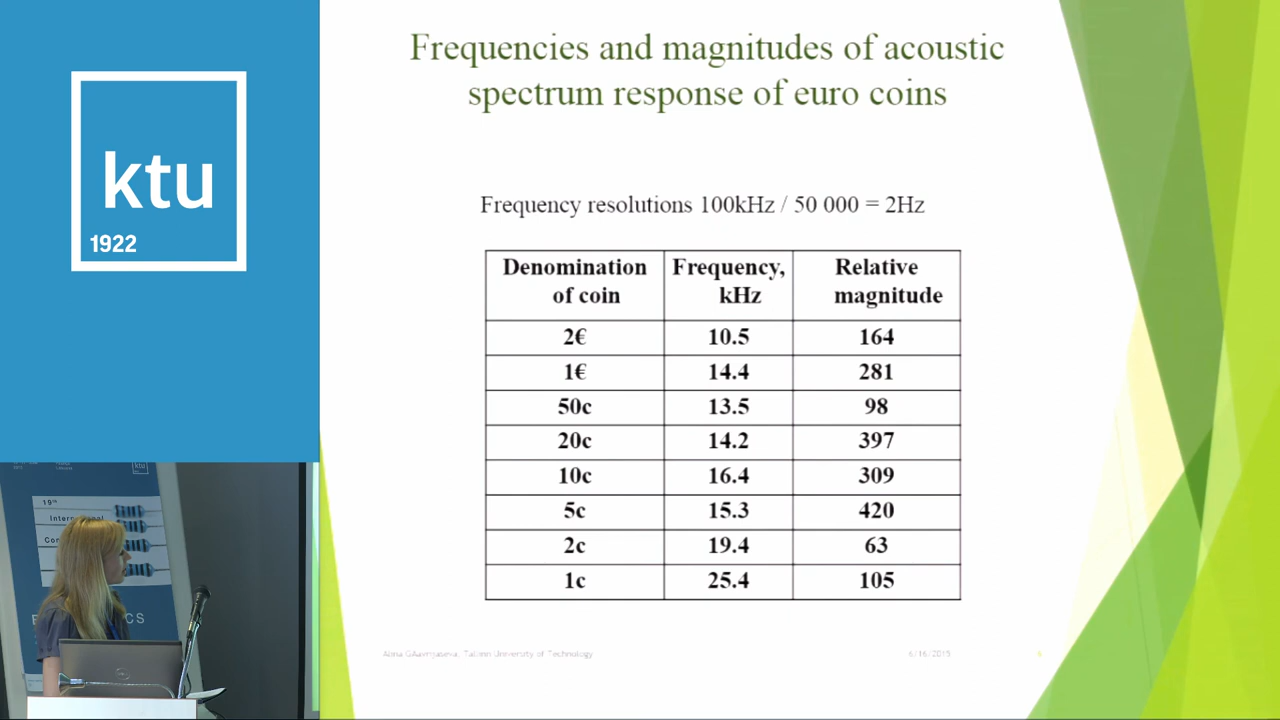 Frequencies and magnitudes of acoustic
spectrum response of euro coins
ktu
1922
Frequency resolutions 100kHz / 50 000 = 2Hz
Denomination of coin Frequency, kHz Relative magnitude
2€ 10.5 164
1€ 14.4 281
50c 13.5 98
20c 14.2 397
10c 16.4 309
5c 15.3 420
2c 19.4 63
1c 25.4 105
19th
Tallinn University of Technology
6/16/2015
ktu